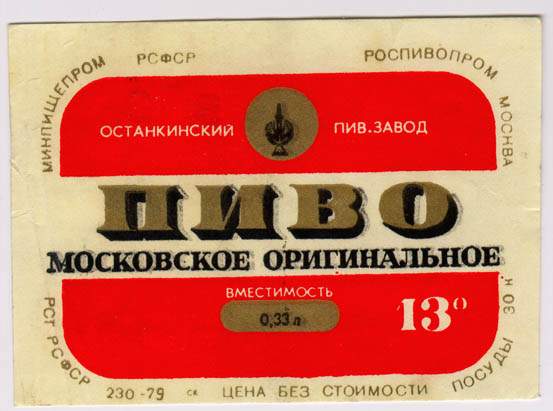 МИНПИЩЕПРОМ РСФСР РОСПИВОПРОМ МОСКВА
ОСТАНКИНСКИЙ ПИВ.ЗАВОД
ПИВО
МОСКОВСКОЕ ОРИГИНАЛЬНОЕ
ВМЕСТИМОСТЬ
0,33 л
13°
РСТ РСФСР 230-79 ск ЦЕНА БЕЗ СТОИМОСТИ ПОСУДЫ 30 к